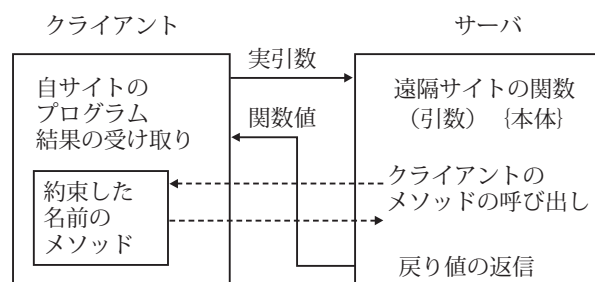 クライアント
サーバ
実引数
自サイトの
プログラム
結果の受け取り
関数値
遠隔サイトの関数
（引数） {本体}
約束した
名前の
メソッド
クライアントの
メソッドの呼び出し
戻り値の返信